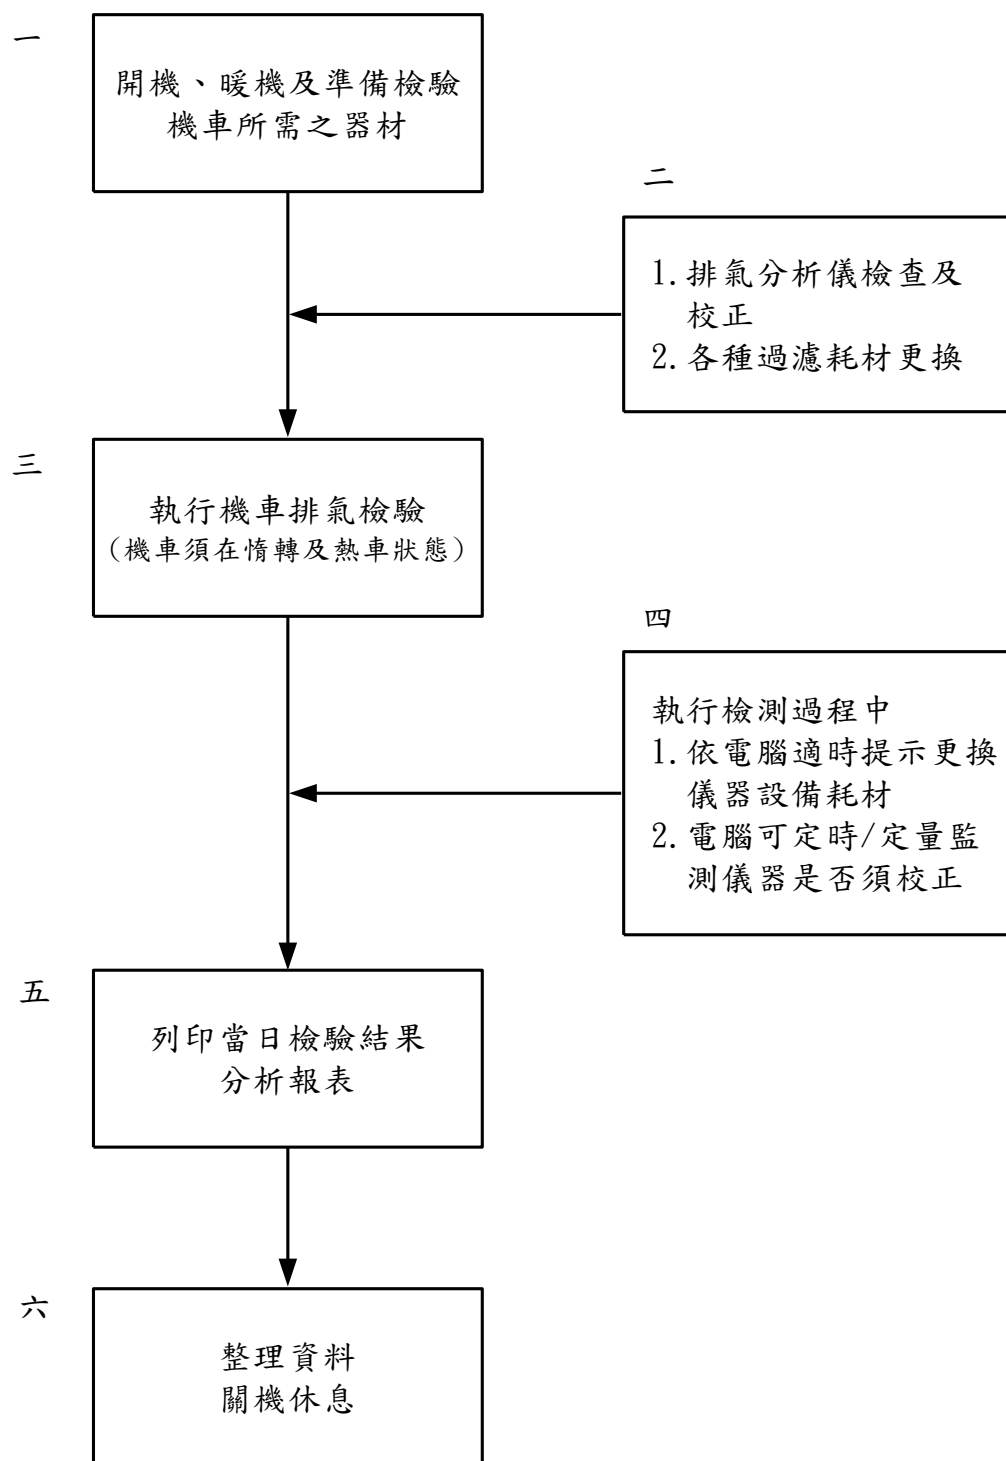 一
開機、暖機及準備檢驗
機車所需之器材
二
1.排氣分析儀檢查及
校正
2.各種過濾耗材更換
三
執行機車排氣檢驗
(機車須在惰轉及熱車狀態)
四
執行檢測過程中
1.依電腦適時提示更換
儀器設備耗材
2.電腦可定時/定量監
測儀器是否須校正
五
列印當日檢驗結果
分析報表
六
整理資料
關機休息